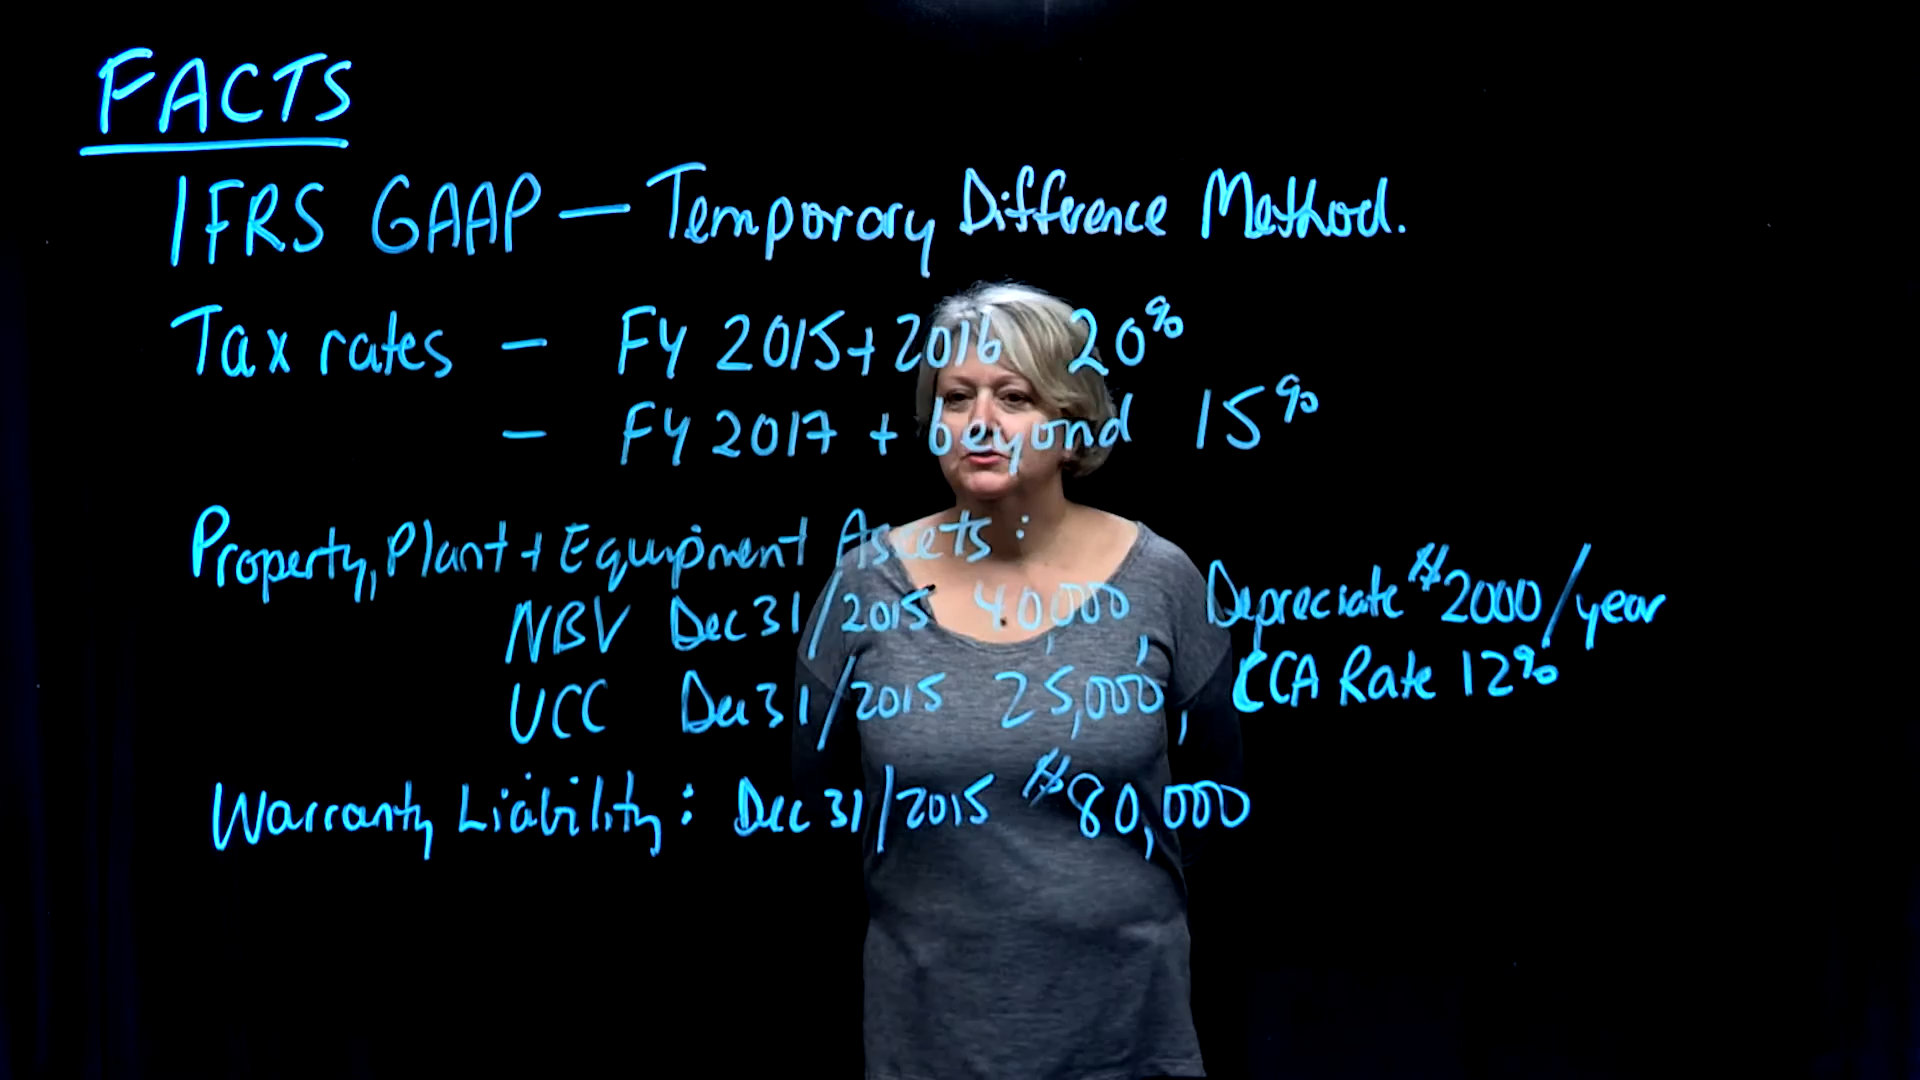 FACTS
IFRS GAAP — Temporary Difference Method.
Tax rates — FY 2015 + 2016 20%
— FY 2017 + beyond 15%
Property, Plant + Equipment Assets:
NBV Dec 31/2015 40,000, Depreciate $2000/year
UCC Dec 31/2015 25,000, CCA Rate 12%
Warranty Liability: Dec 31/2015 $80,000